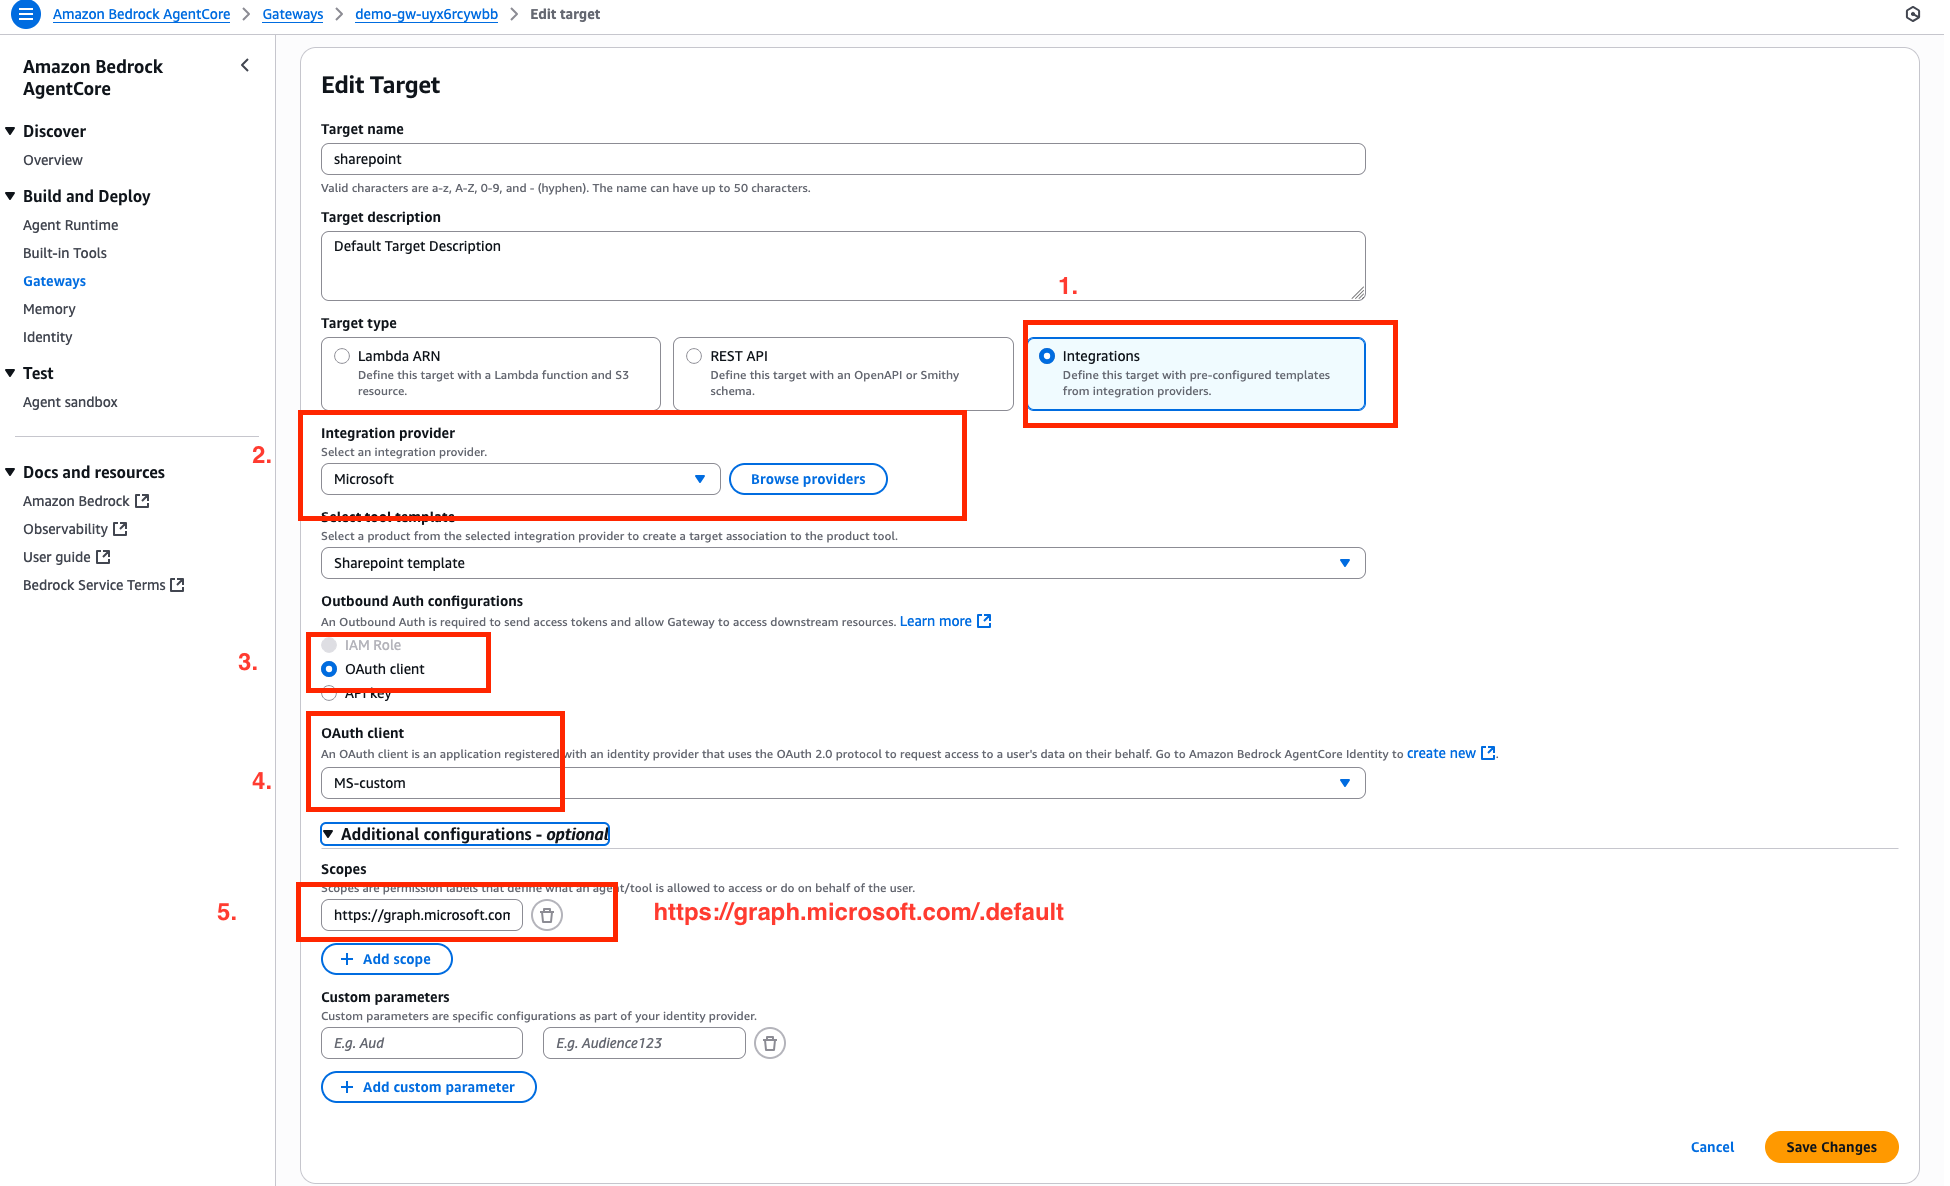 Amazon Bedrock AgentCore > Gateways > demo-gw-uyx6rcywbb > Edit target
Amazon Bedrock
AgentCore
Discover
Overview
Build and Deploy
Agent Runtime
Built-in Tools
Gateways
Memory
Identity
Test
Agent sandbox
Docs and resources
Amazon Bedrock
Observability
User guide
Bedrock Service Terms
Edit Target
Target name
sharepoint
Valid characters are a-z, A-Z, 0-9, and - (hyphen). The name can have up to 50 characters.
Target description
Default Target Description
1.
Target type
Lambda ARN
Define this target with a Lambda function and S3
resource.
REST API
Define this target with an OpenAPI or Smithy
schema.
Integrations
Define this target with pre-configured templates
from integration providers.
2.
Integration provider
Select an integration provider.
Microsoft
Browse providers
Select tool template
Select a product from the selected integration provider to create a target association to the product tool.
Sharepoint template
Outbound Auth configurations
An Outbound Auth is required to send access tokens and allow Gateway to access downstream resources. Learn more
3.
IAM Role
OAuth client
API key
4.
OAuth client
An OAuth client is an application registered with an identity provider that uses the OAuth 2.0 protocol to request access to a user's data on their behalf. Go to Amazon Bedrock AgentCore Identity to create new.
MS-custom
Additional configurations - optional
Scopes
Scopes are permission labels that define what an agent/tool is allowed to access or do on behalf of the user.
5.
https://graph.microsoft.con
https://graph.microsoft.com/.default
+ Add scope
Custom parameters
Custom parameters are specific configurations as part of your identity provider.
E.g. Aud
E.g. Audience123
+ Add custom parameter
Cancel
Save Changes